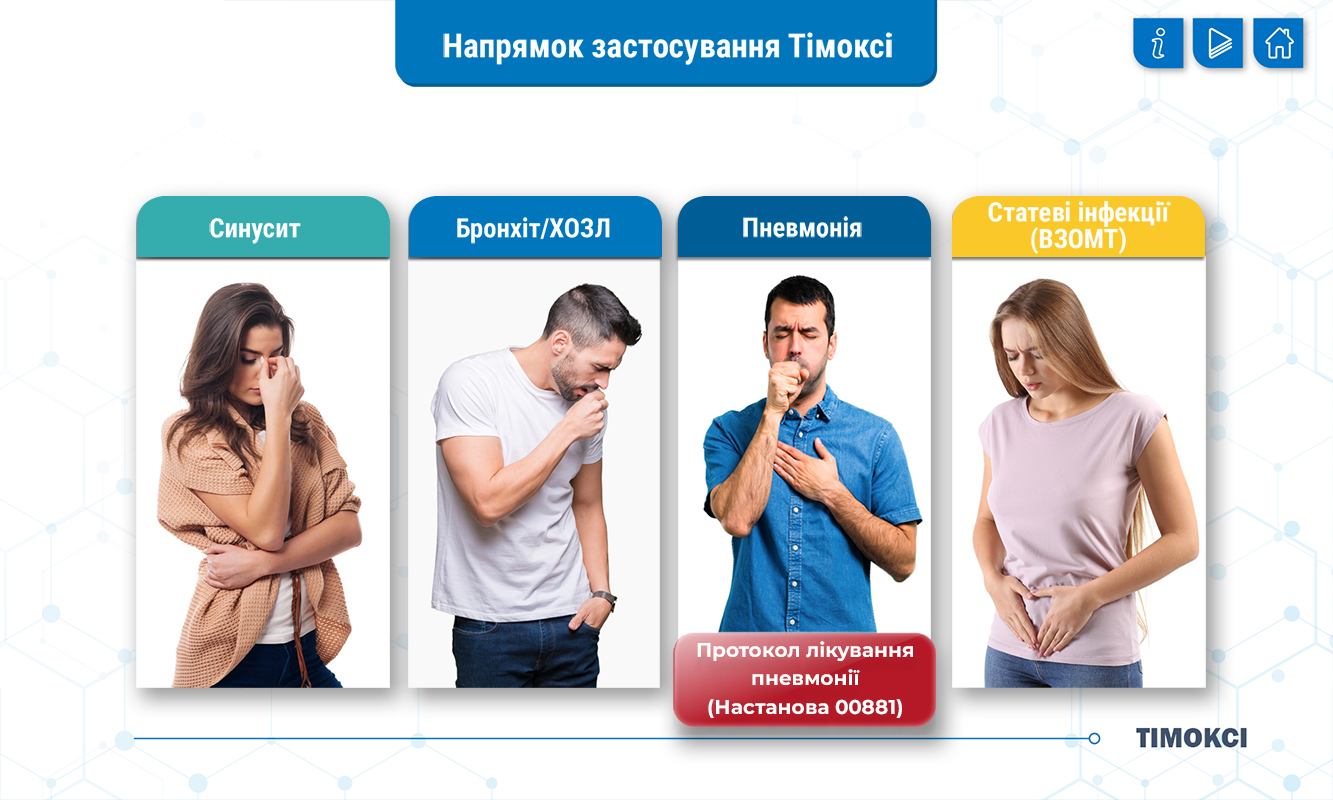 Напрямок застосування Тімоксі
Синусит
Бронхіт/ХОЗЛ
Пневмонія
Статеві інфекції
(ВЗОМТ)
Протокол лікування
пневмонії
(Настанова 00881)
ТІМОКСІ